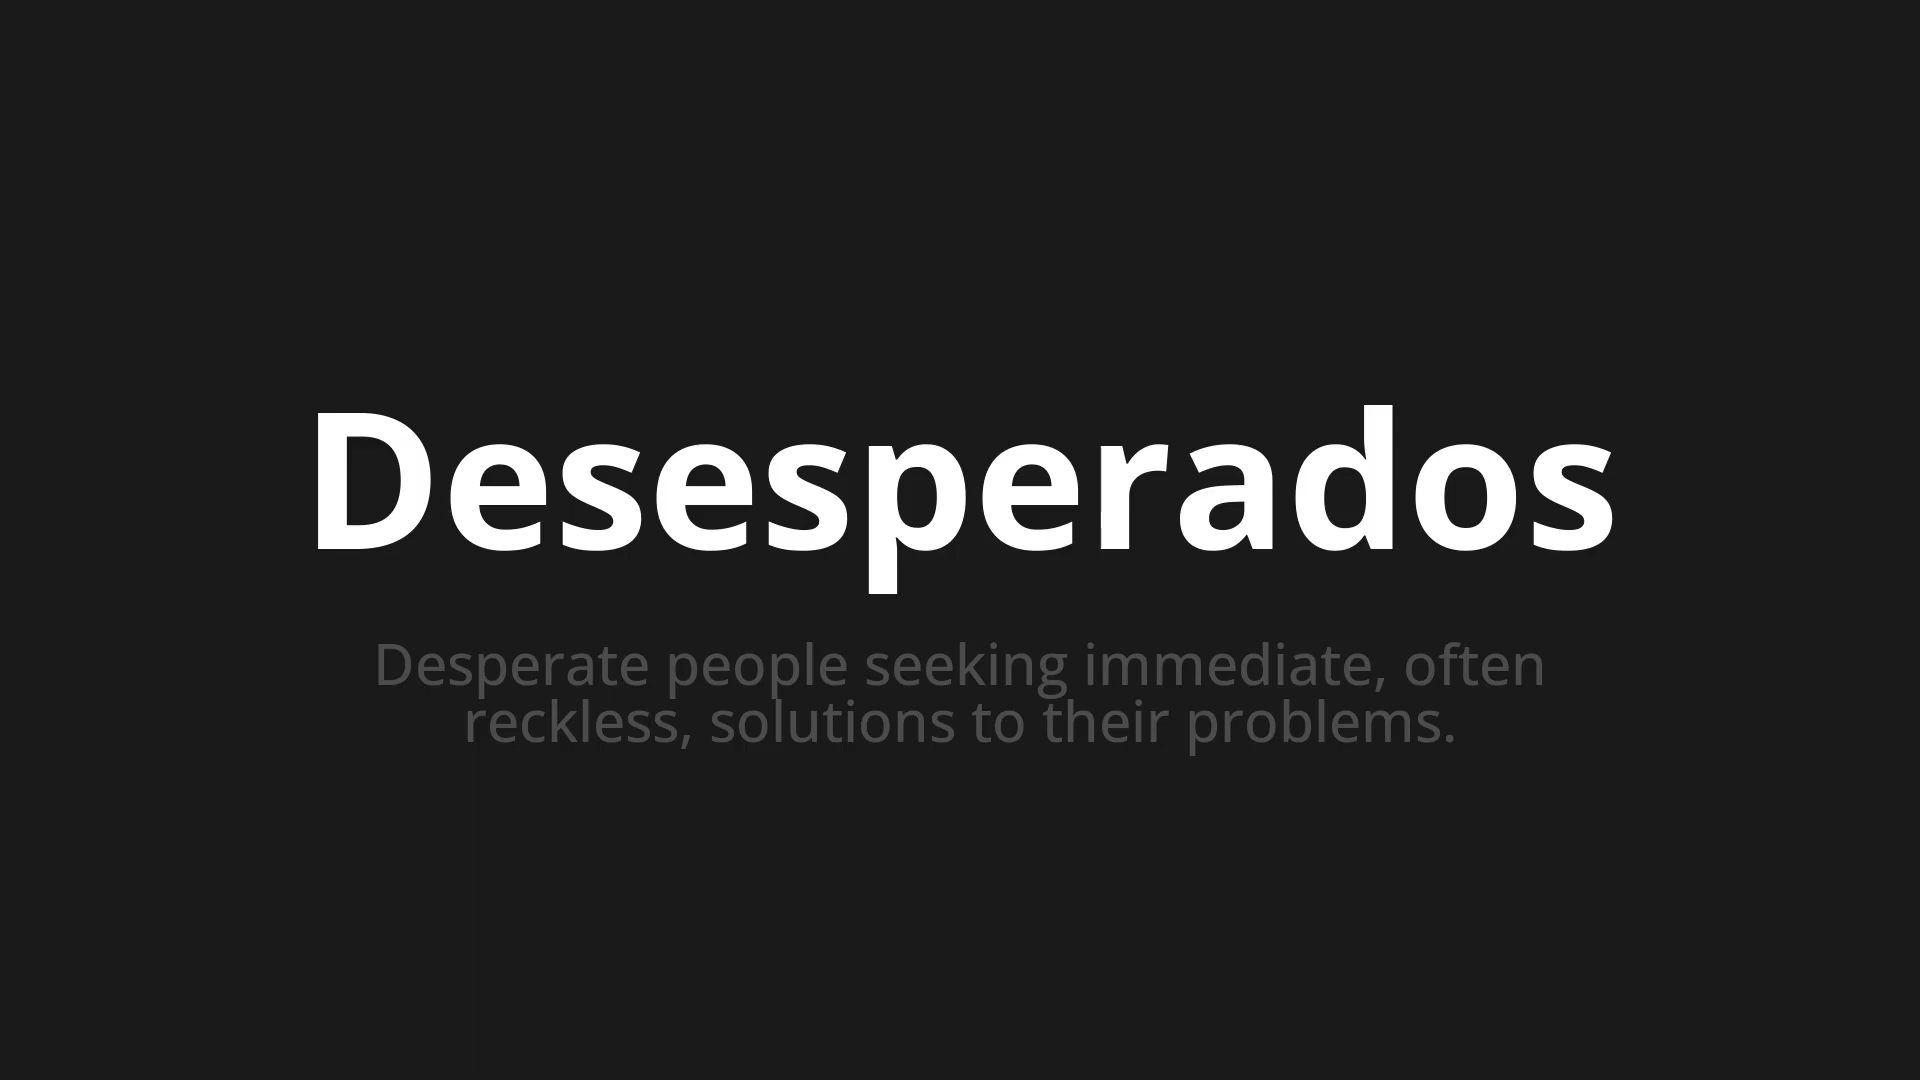 Desesperados
Desperate people seeking immediate, often
reckless, solutions to their problems.